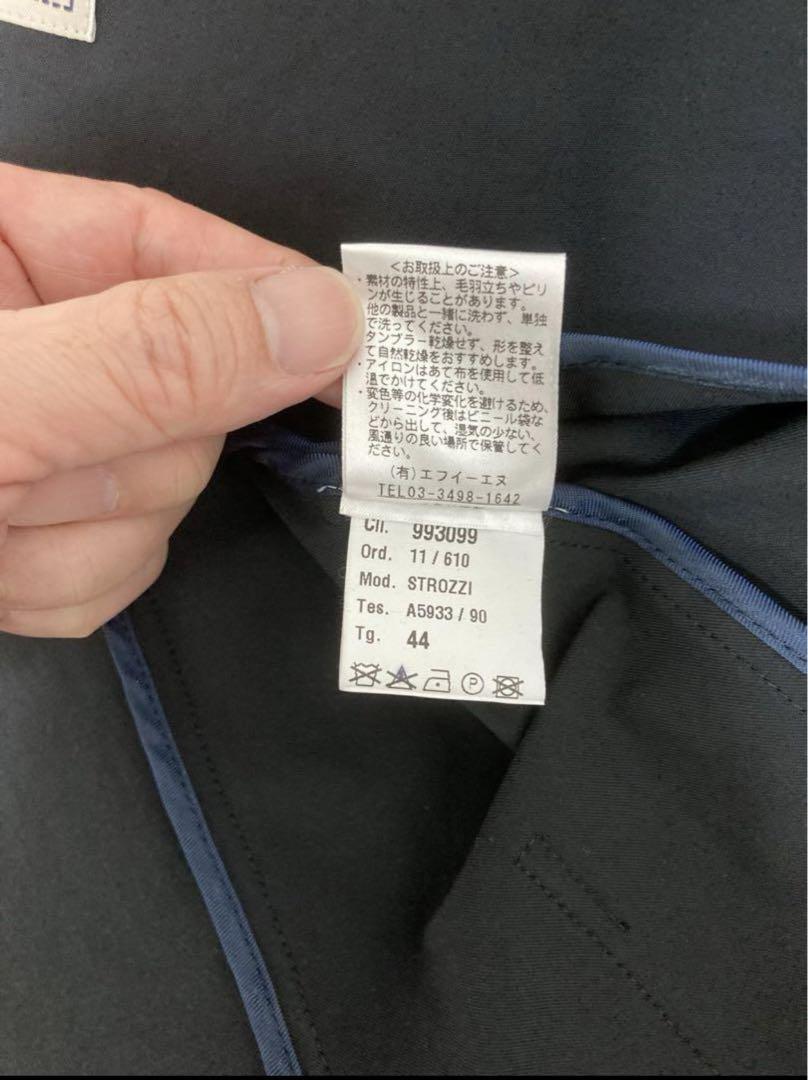 ＜お取扱上のご注意＞
・素材の特性上、毛羽立ちやピリ
ンが生じることがあります。
他の製品と一緒に洗わず、単独
で洗ってください。
タンブラー乾燥せず、形を整え
て自然乾燥をおすすめします。
・アイロンはあて布を使用して低
温でかけてください。
・変色等の化学変化を避けるため、
クリーニング後はビニール袋な
どから出して、湿気の少ない、
風通りの良い場所で保管してく
ださい。
(有)エフイーエヌ
TEL03-3498-1642
Cli. 993099
Ord. 11 / 610
Mod. STROZZI
Tes. A5933 / 90
Tg. 44
P